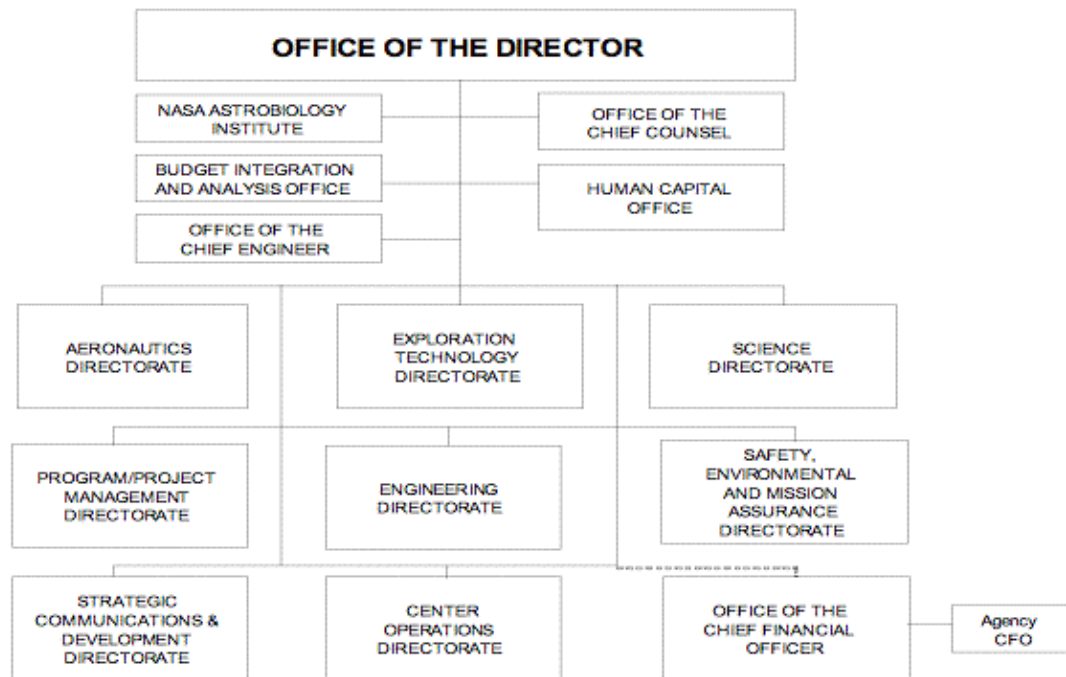 OFFICE OF THE DIRECTOR
NASA ASTROBIOLOGY
INSTITUTE
OFFICE OF THE
CHIEF COUNSEL
BUDGET INTEGRATION
AND ANALYSIS OFFICE
HUMAN CAPITAL
OFFICE
OFFICE OF THE
CHIEF ENGINEER
AERONAUTICS
DIRECTORATE
EXPLORATION
TECHNOLOGY
DIRECTORATE
SCIENCE
DIRECTORATE
PROGRAM/PROJECT
MANAGEMENT
DIRECTORATE
ENGINEERING
DIRECTORATE
SAFETY,
ENVIRONMENTAL
AND MISSION
ASSURANCE
DIRECTORATE
STRATEGIC
COMMUNICATIONS &
DEVELOPMENT
DIRECTORATE
CENTER
OPERATIONS
DIRECTORATE
OFFICE OF THE
CHIEF FINANCIAL
OFFICER
Agency
CFO